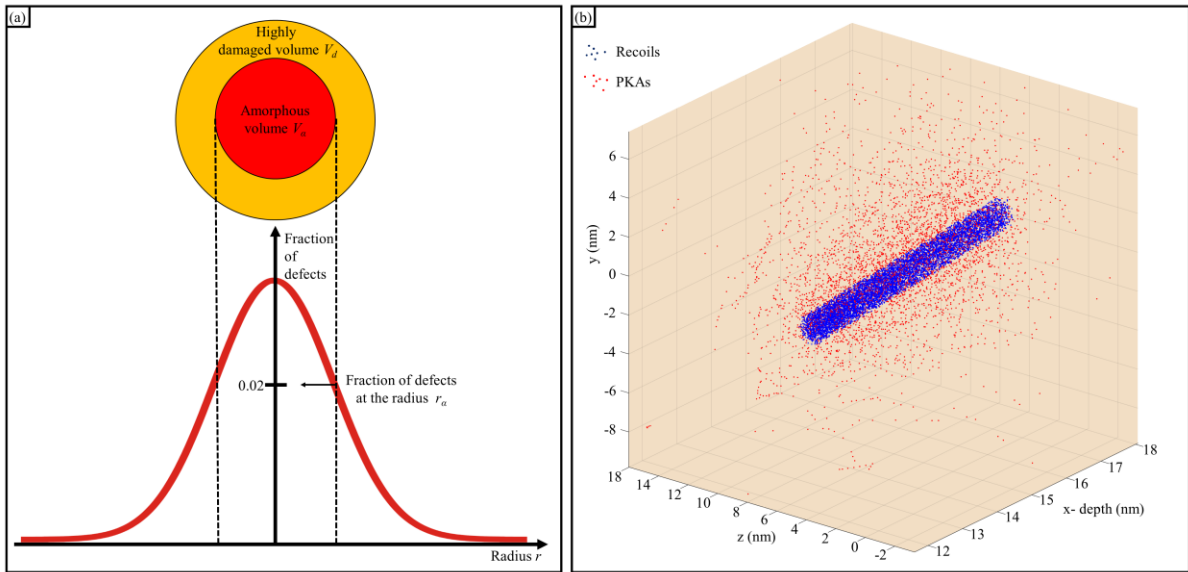 (a)
Highly
damaged volume V_d
Amorphous
volume V_a
Fraction
of
defects
0.02
Fraction of defects
at the radius r_a
Radius r
(b)
Recoils
PKAs
6
4
2
0
-2
-4
-6
-8
y (nm)
18
14
12
10
8
6
4
2
0
-2
z (nm)
12
13
14
15
16
17
18
x- depth (nm)